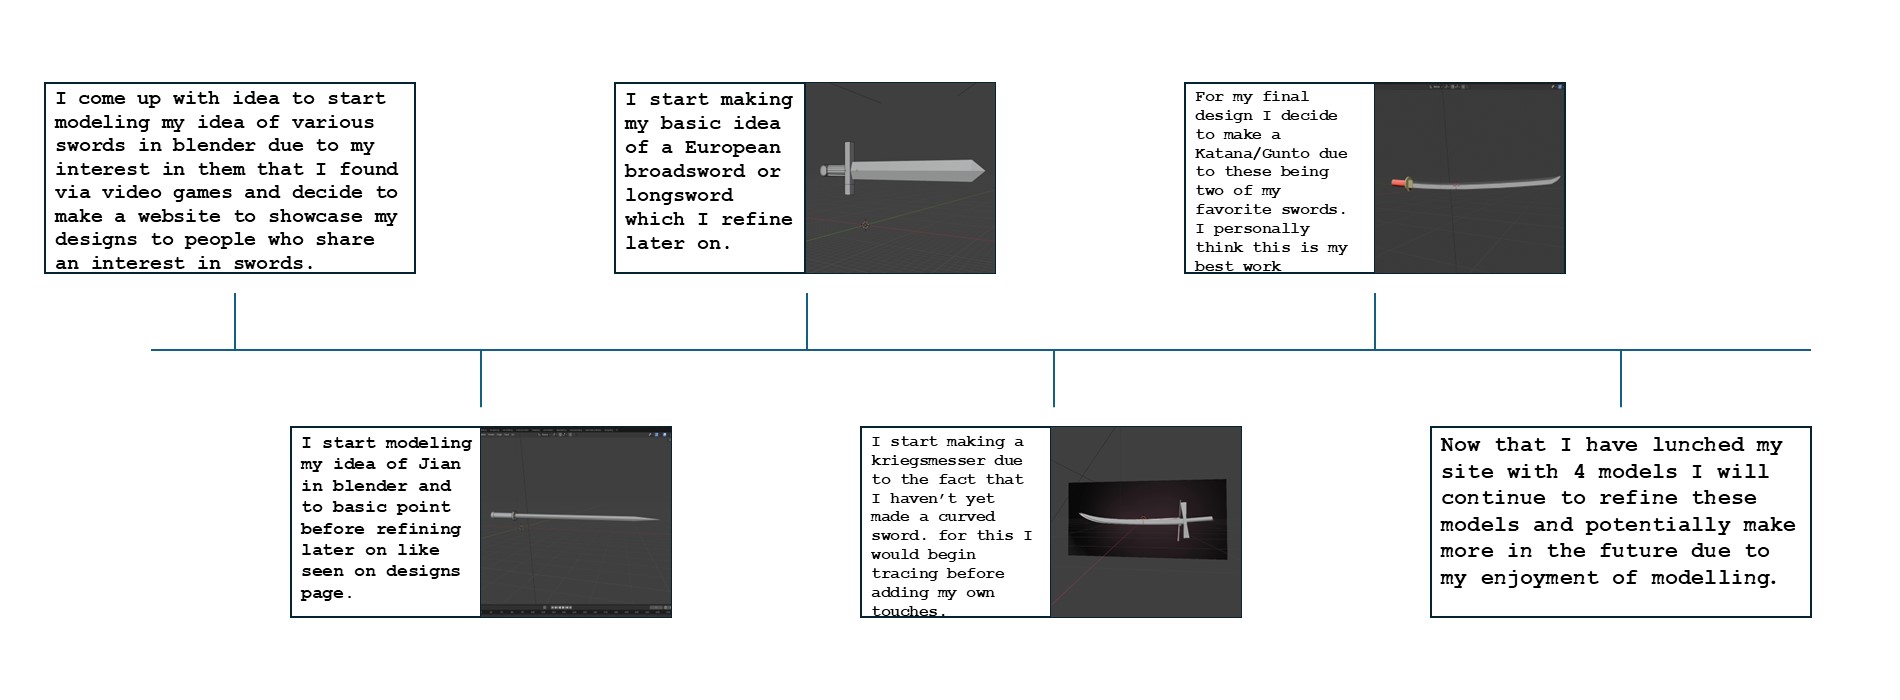 I come up with idea to start
modeling my idea of various
swords in blender due to my
interest in them that I found
via video games and decide to
make a website to showcase my
designs to people who share
an interest in swords.
I start modeling
my idea of Jian
in blender and
to basic point
before refining
later on like
seen on designs
page.
I start making
my basic idea
of a European
broadsword or
longsword
which I refine
later on.
I start making a
kriegsmesser due
to the fact that
I haven’t yet
made a curved
sword. for this I
would begin
tracing before
adding my own
touches.
For my final
design I decide
to make a
Katana/Gunto due
to these being
two of my
favorite swords.
I personally
think this is my
best work
Now that I have lunched my
site with 4 models I will
continue to refine these
models and potentially make
more in the future due to
my enjoyment of modelling.